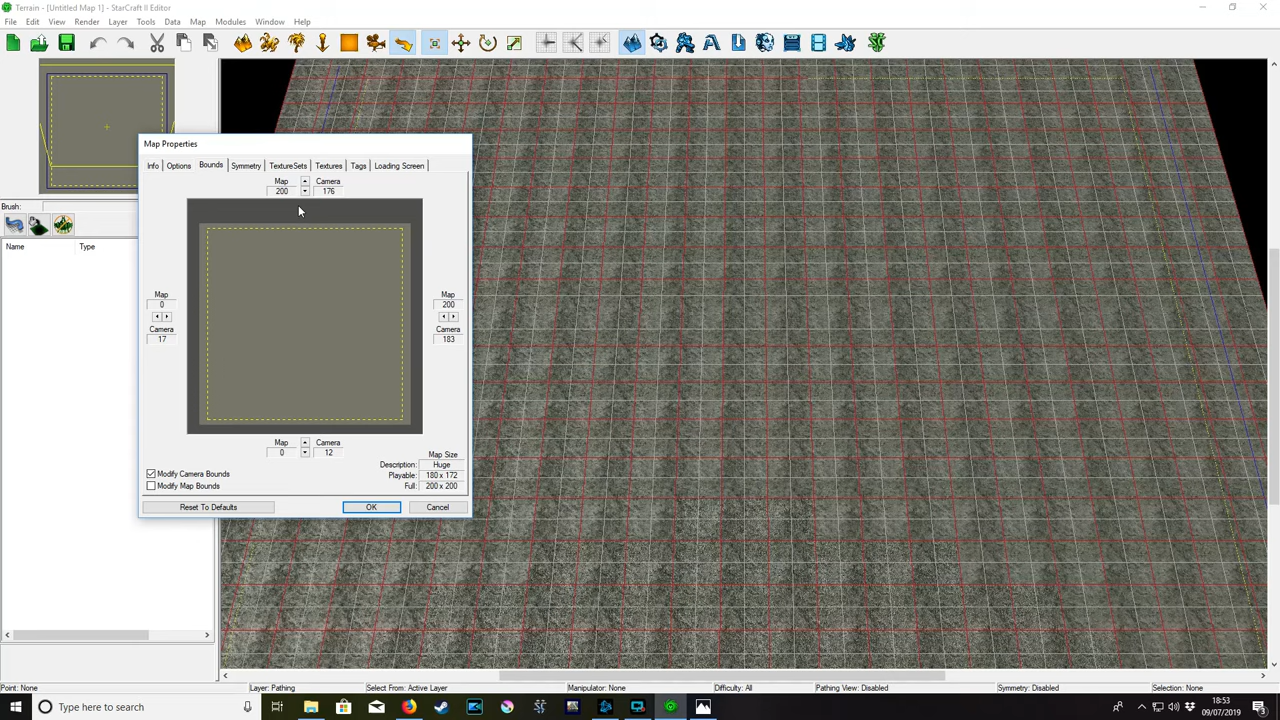 Terrain - [Untitled Map 1] - StarCraft II Editor
File Edit View Render Layer Tools Data Map Modules Window Help
Map Properties
Info Options Bounds Symmetry TextureSets Textures Tags Loading Screen
Map Camera
200 176
Brush:
Name Type
Map Map
0 200
Camera Camera
17 183
Map Camera
0 12
Map Size
Description: Huge
Modify Camera Bounds Playable: 180 x 172
Modify Map Bounds Full: 200 x 200
Reset To Defaults OK Cancel
Point: None Layer: Pathing Select From: Active Layer Manipulator: None Difficulty: All Pathing View: Disabled Symmetry: Disabled Selection: None
Type here to search
18:53
09/07/2019
3